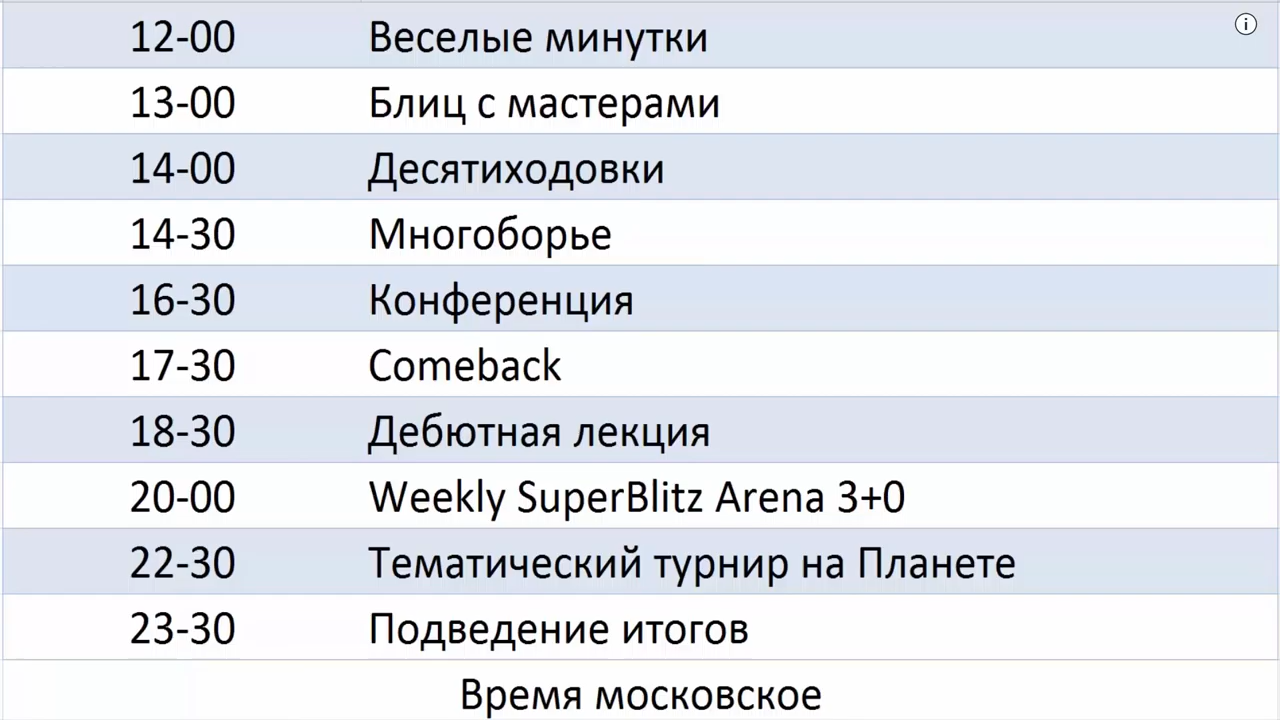 12-00 Веселые минутки
13-00 Блиц с мастерами
14-00 Десятиходовки
14-30 Многоборье
16-30 Конференция
17-30 Comeback
18-30 Дебютная лекция
20-00 Weekly SuperBlitz Arena 3+0
22-30 Тематический турнир на Планете
23-30 Подведение итогов
Время московское